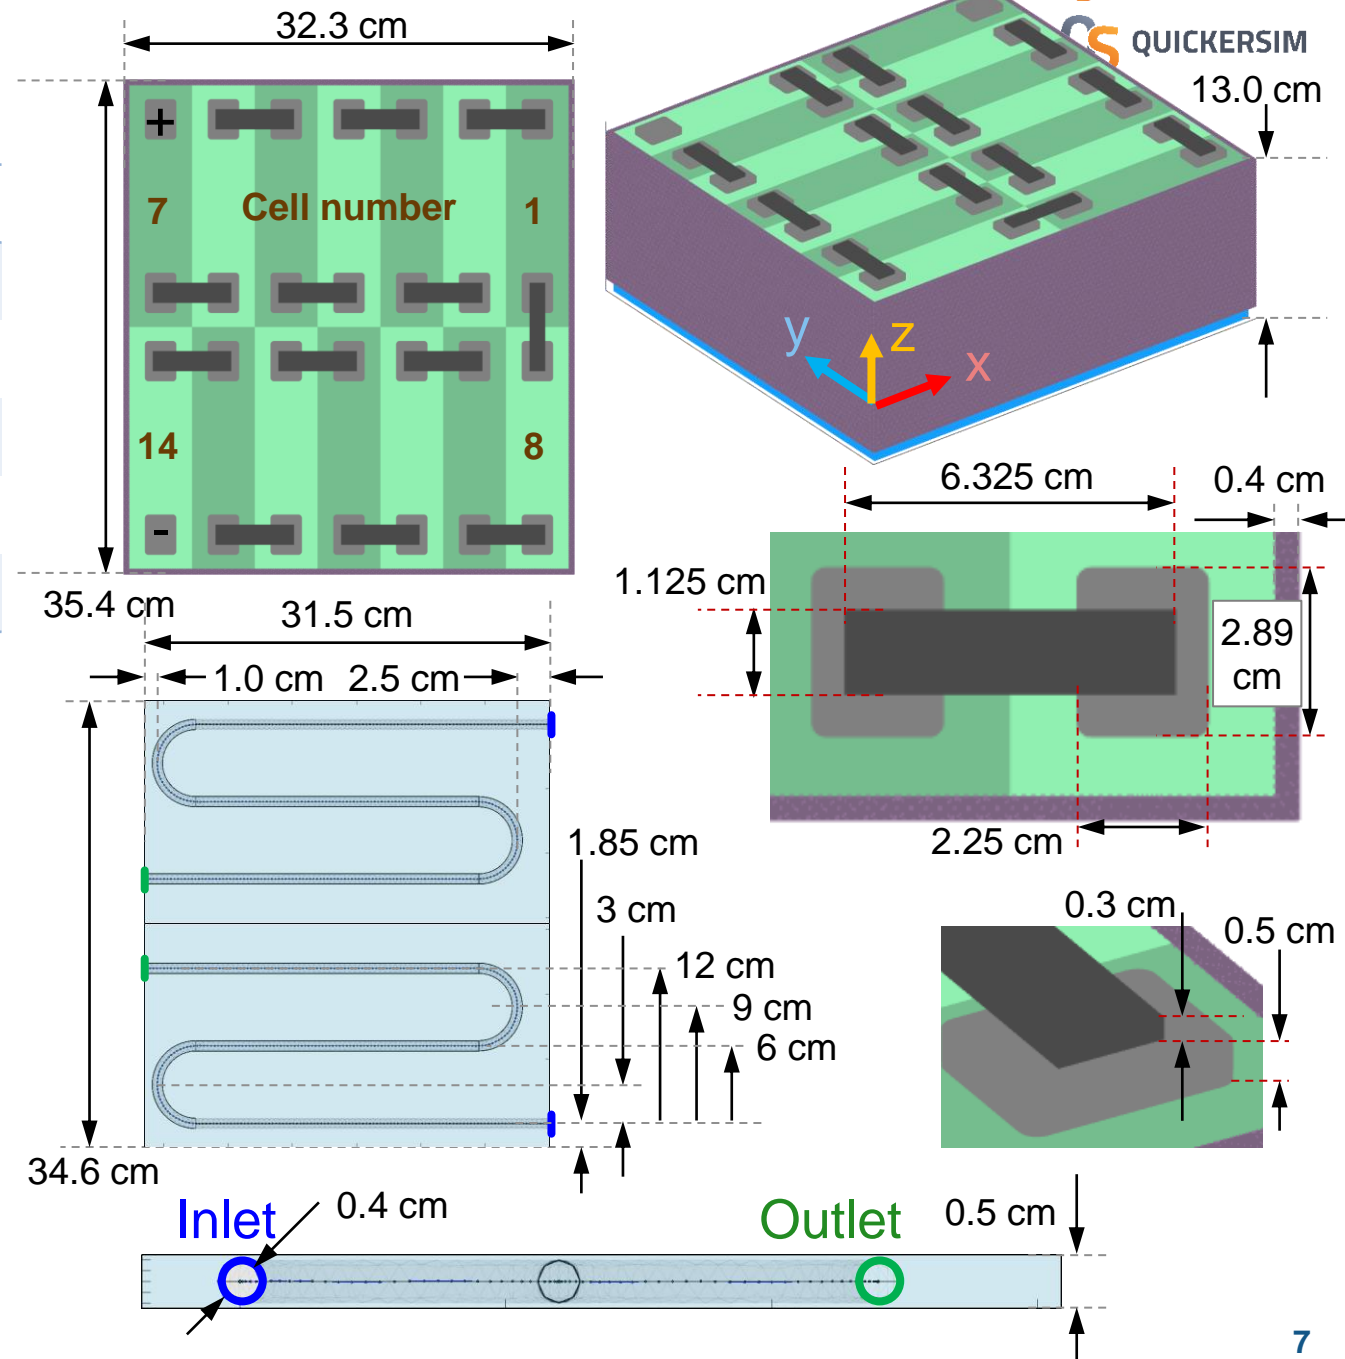 32.3 cm
QS QUICKERSIM
13.0 cm
+
7 Cell number 1
14 8
-
y z x
35.4 cm
6.325 cm
0.4 cm
1.125 cm
2.89
cm
2.25 cm
31.5 cm
1.0 cm 2.5 cm
1.85 cm
3 cm
12 cm
9 cm
6 cm
34.6 cm
0.3 cm
0.5 cm
Inlet
0.4 cm
Outlet
0.5 cm
7